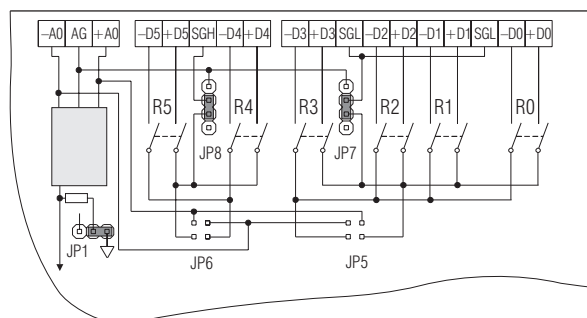 –A0 AG +A0 –D5 +D5 SGH –D4 +D4 –D3 +D3 SGL –D2 +D2 –D1 +D1 SGL –D0 +D0
R5 R4 R3 R2 R1 R0
JP8 JP7
JP1 JP6 JP5